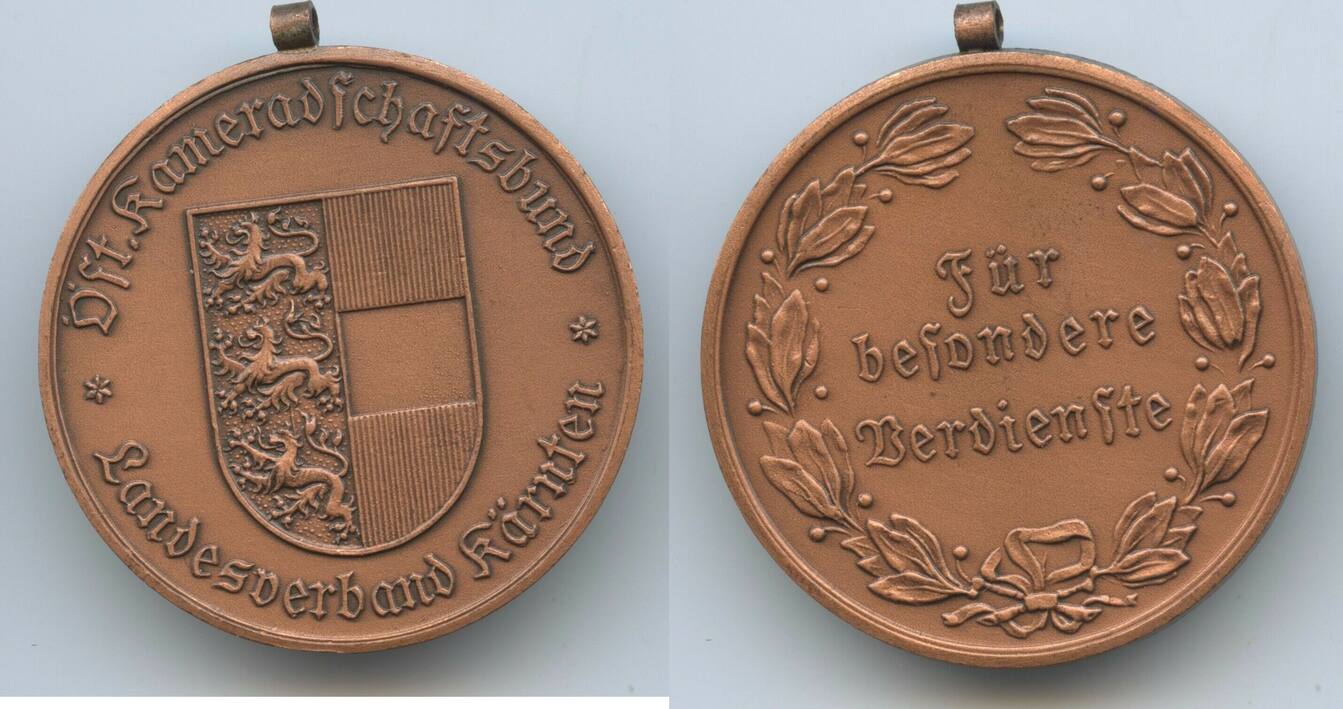 Öst. Kameradschaftsbund
Landesverband Kärnten
Für
besondere
Verdienste